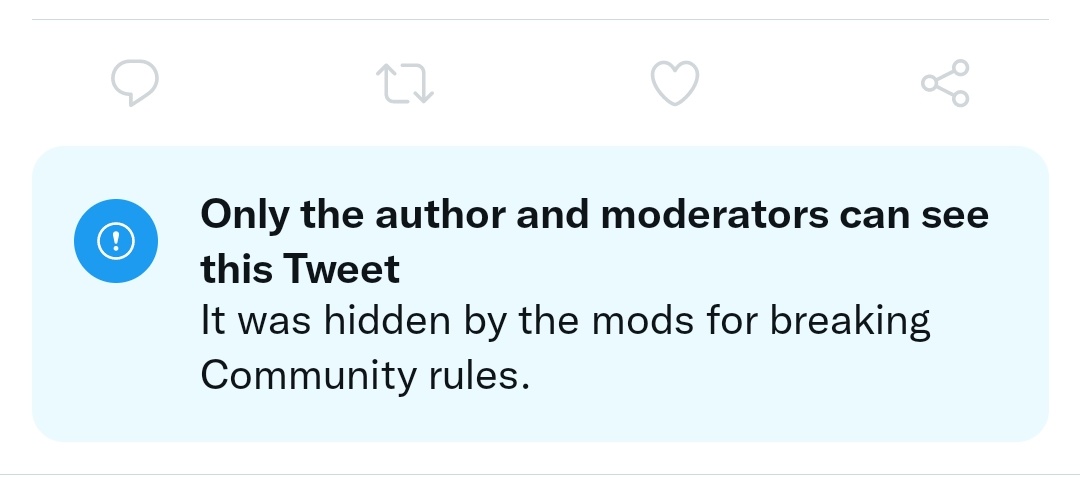 Only the author and moderators can see
this Tweet
It was hidden by the mods for breaking
Community rules.